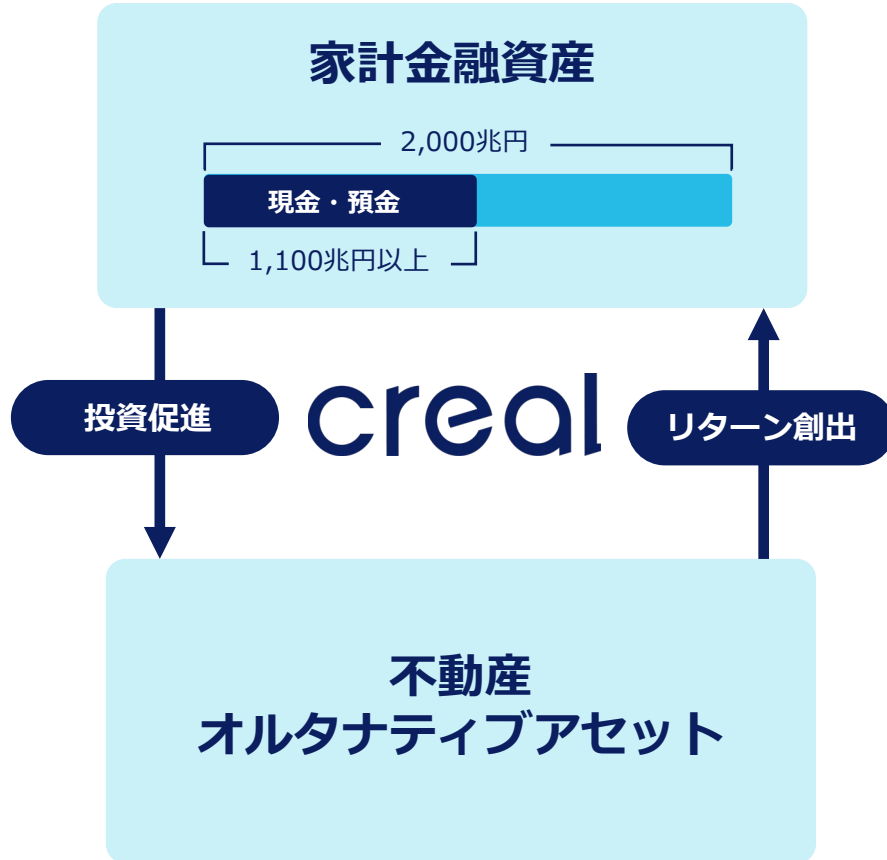 家計金融資産
2,000兆円
現金・預金
1,100兆円以上
投資促進
creal
リターン創出
不動産
オルタナティブアセット